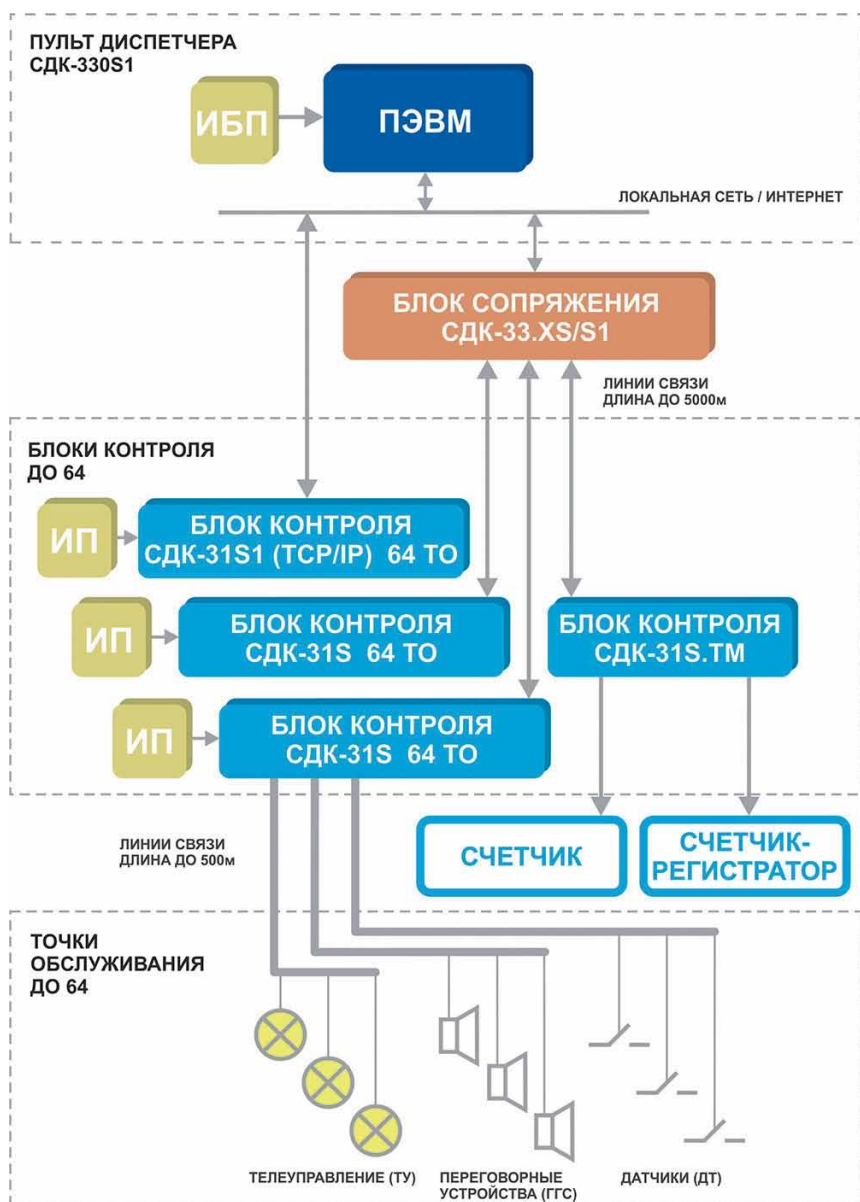 ПУЛЬТ ДИСПЕТЧЕРА
СДК-330S1
ИБП
ПЭВМ
ЛОКАЛЬНАЯ СЕТЬ / ИНТЕРНЕТ
БЛОК СОПРЯЖЕНИЯ
СДК-33.XS/S1
ЛИНИИ СВЯЗИ
ДЛИНА ДО 5000м
БЛОКИ КОНТРОЛЯ
ДО 64
ИП
БЛОК КОНТРОЛЯ
СДК-31S1 (TCP/IP) 64 ТО
ИП
БЛОК КОНТРОЛЯ
СДК-31S 64 ТО
БЛОК КОНТРОЛЯ
СДК-31S.TM
ИП
БЛОК КОНТРОЛЯ
СДК-31S 64 ТО
ЛИНИИ СВЯЗИ
ДЛИНА ДО 500м
СЧЕТЧИК
СЧЕТЧИК-
РЕГИСТРАТОР
ТОЧКИ
ОБСЛУЖИВАНИЯ
ДО 64
ТЕЛЕУПРАВЛЕНИЕ (ТУ)
ПЕРЕГОВОРНЫЕ
УСТРОЙСТВА (ГГС)
ДАТЧИКИ (ДТ)